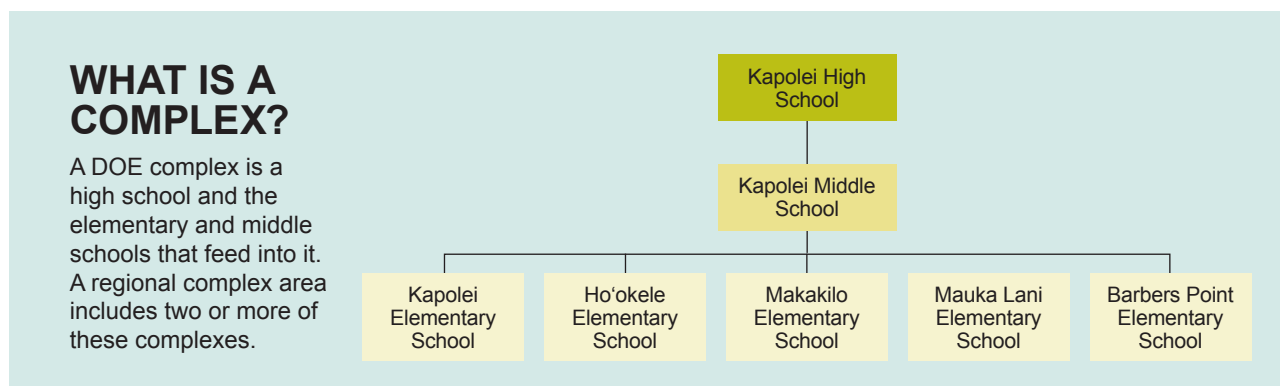 WHAT IS A
COMPLEX?
A DOE complex is a
high school and the
elementary and middle
schools that feed into it.
A regional complex area
includes two or more of
these complexes.
Kapolei High
School
Kapolei Middle
School
Kapolei
Elementary
School
Ho‘okele
Elementary
School
Makakilo
Elementary
School
Mauka Lani
Elementary
School
Barbers Point
Elementary
School